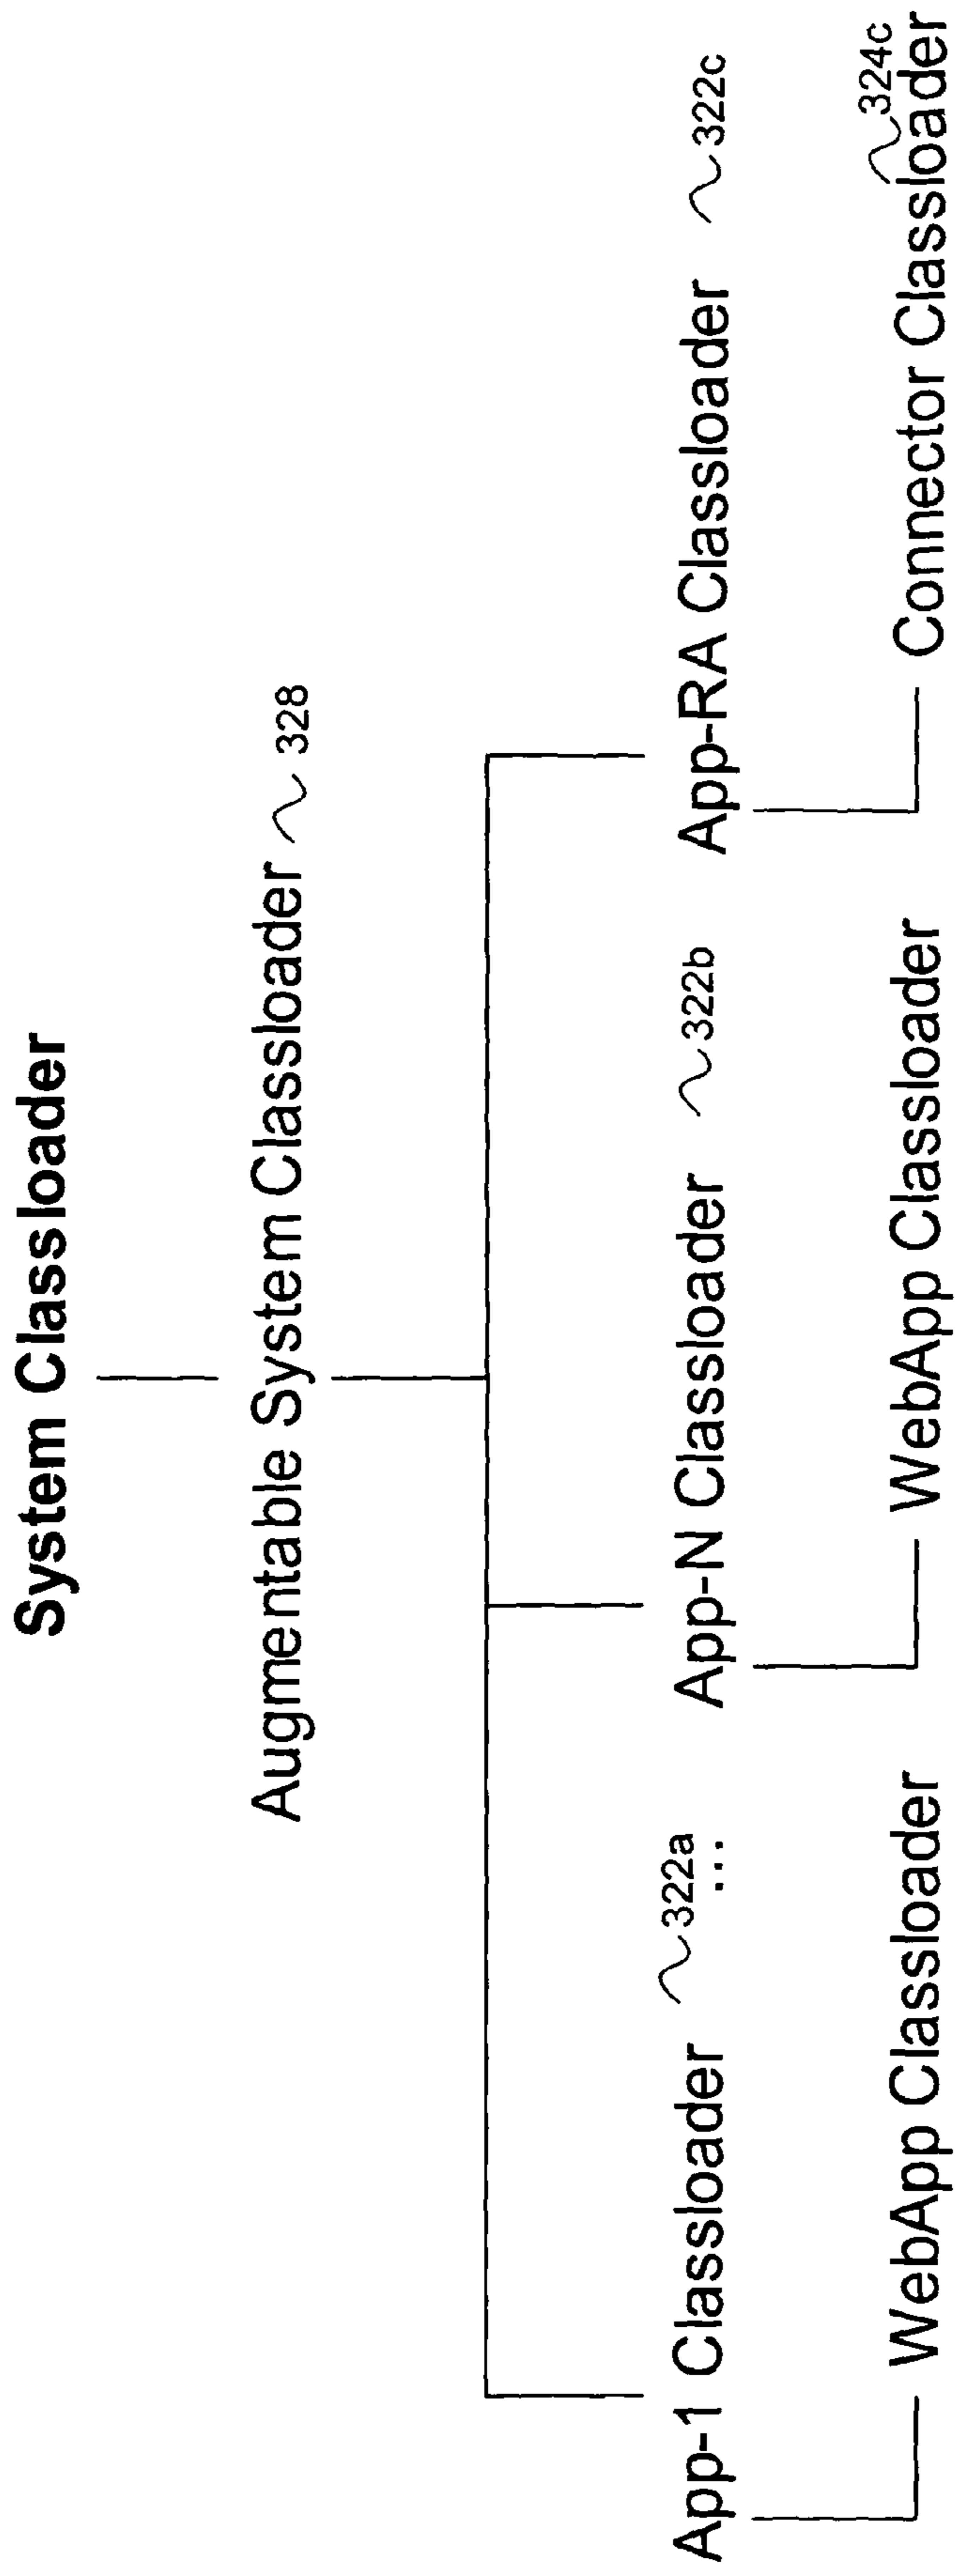 System Classloader
Augmentable System Classloader 328
App-1 Classloader 322a ... App-N Classloader 322b App-RA Classloader 322c
WebApp Classloader WebApp Classloader Connector Classloader 324c